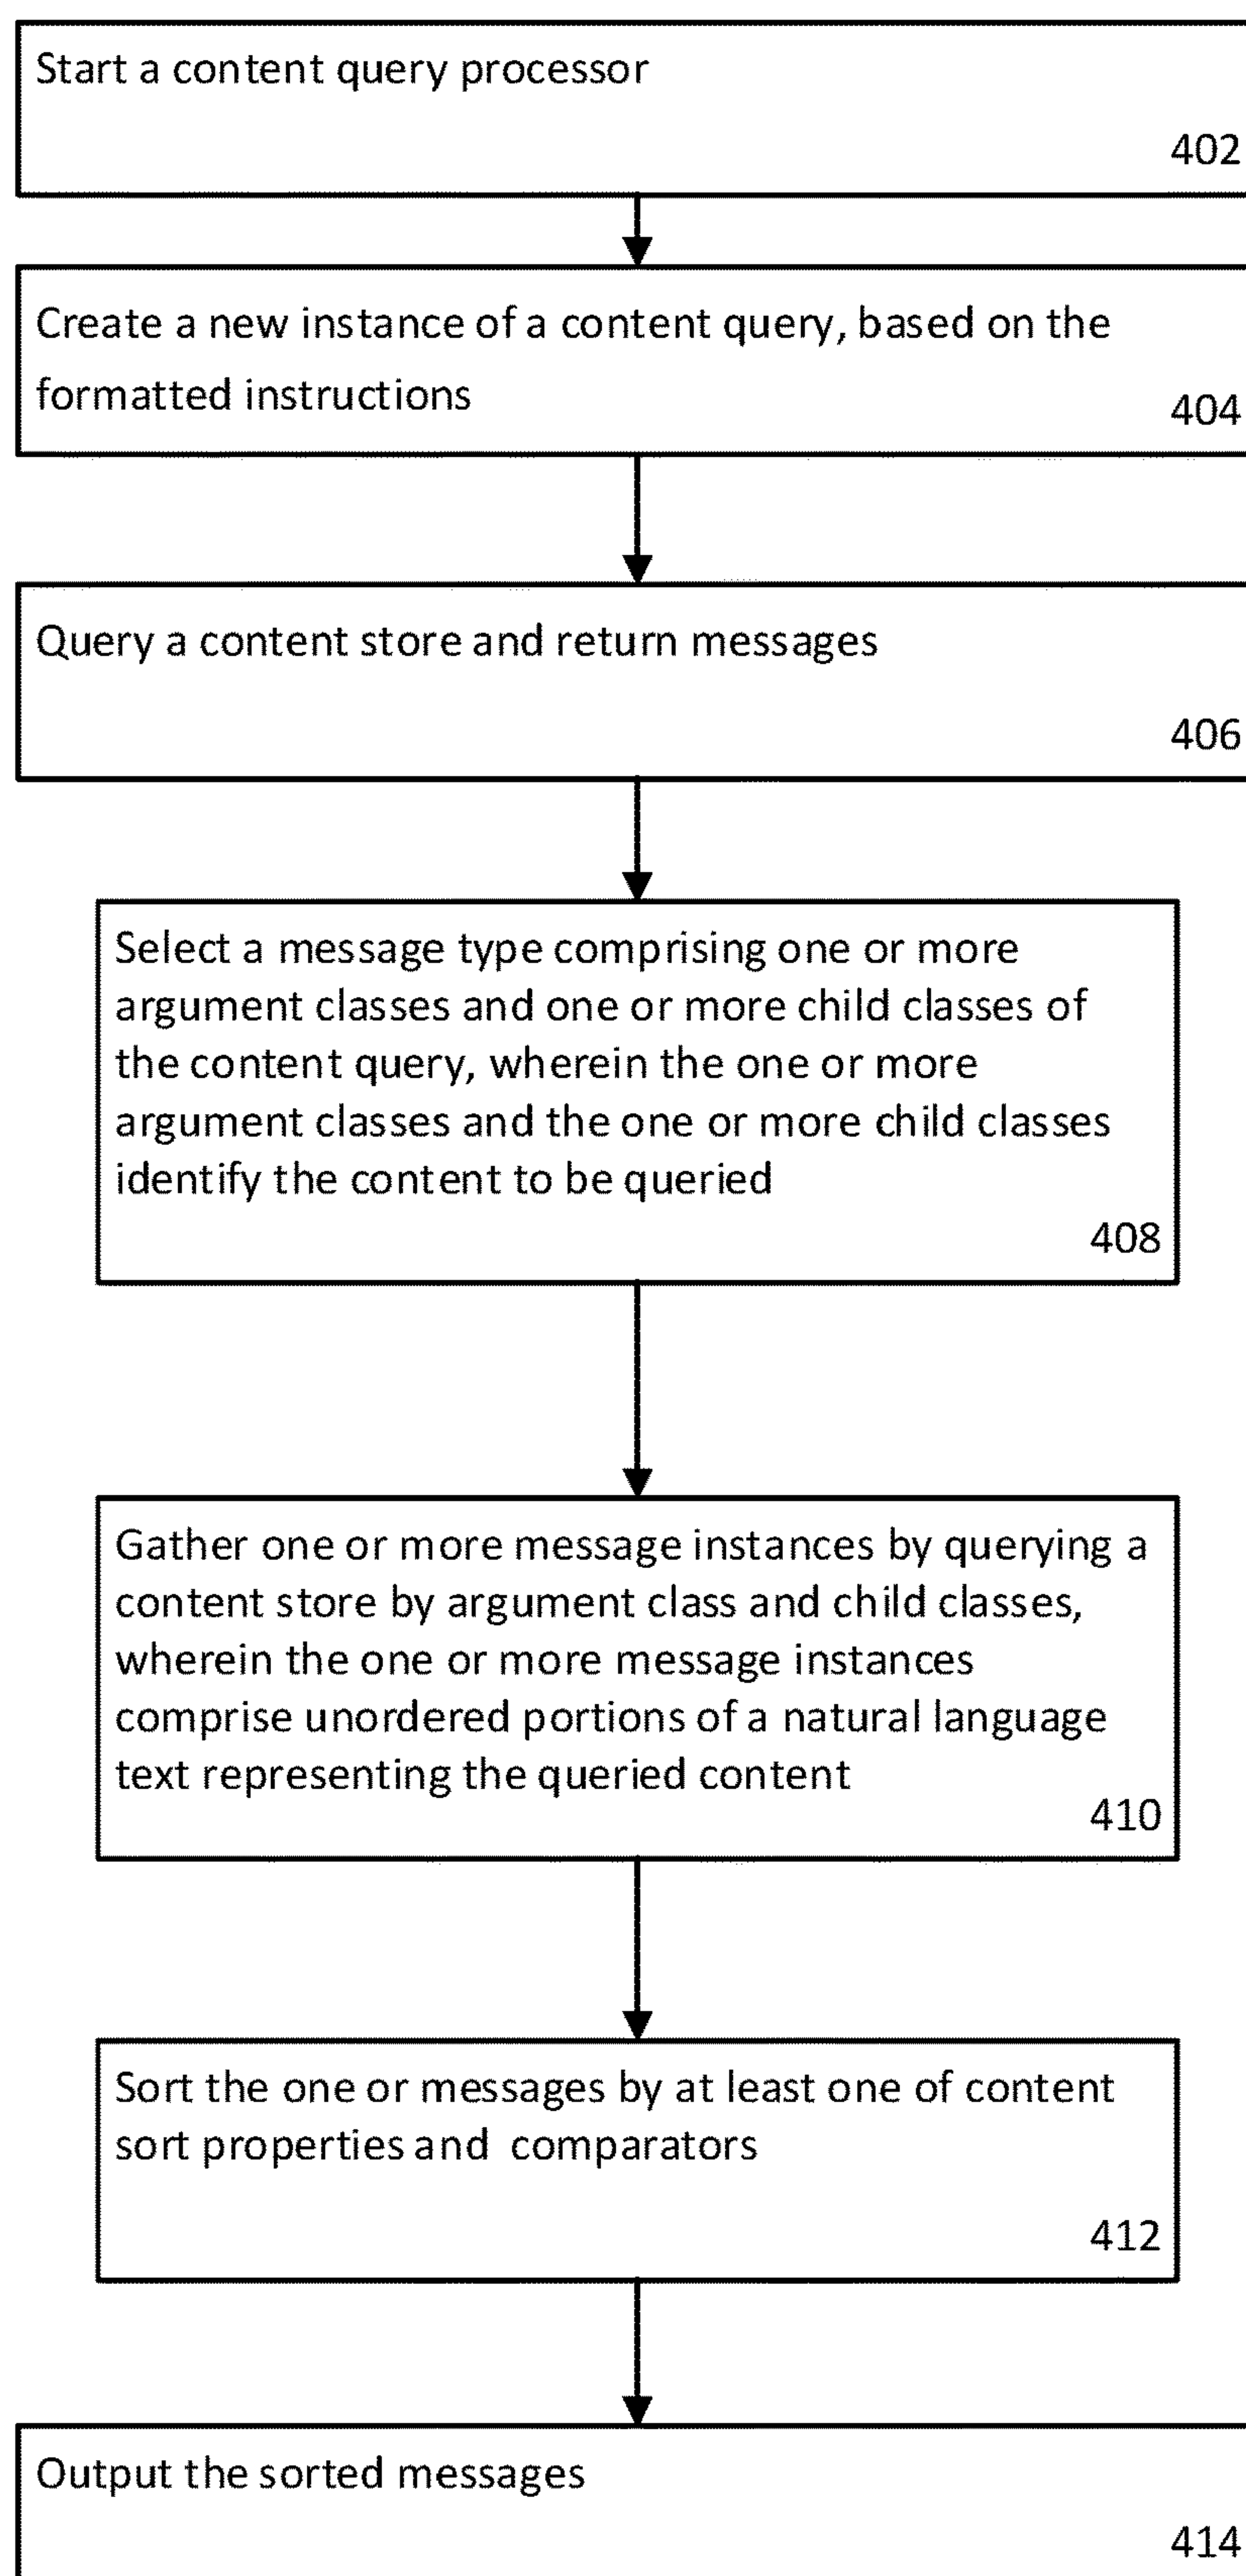 Start a content query processor
402
Create a new instance of a content query, based on the
formatted instructions
404
Query a content store and return messages
406
Select a message type comprising one or more
argument classes and one or more child classes of
the content query, wherein the one or more
argument classes and the one or more child classes
identify the content to be queried
408
Gather one or more message instances by querying a
content store by argument class and child classes,
wherein the one or more message instances
comprise unordered portions of a natural language
text representing the queried content
410
Sort the one or messages by at least one of content
sort properties and comparators
412
Output the sorted messages
414